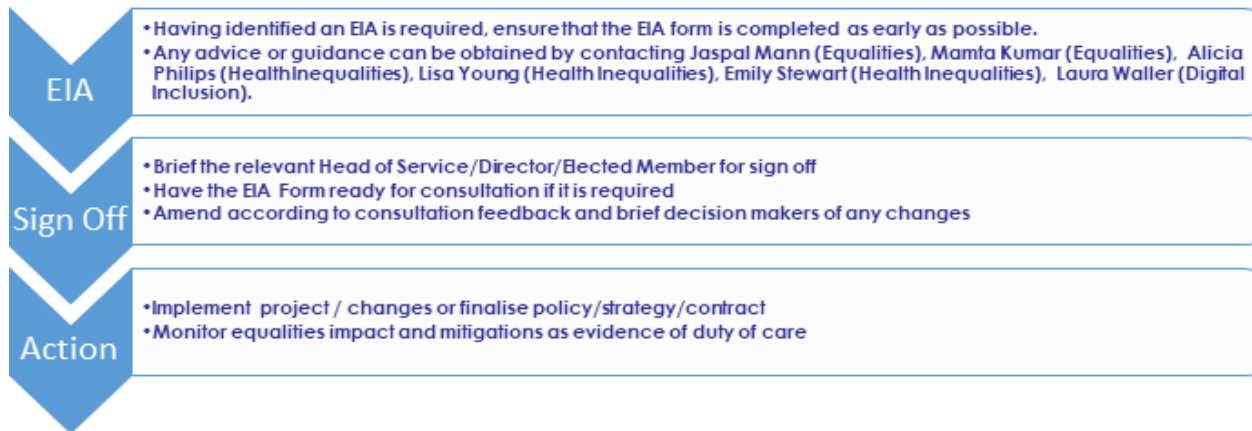 EIA
•Having identified an EIA is required, ensure that the EIA form is completed as early as possible.
•Any advice or guidance can be obtained by contacting Jaspal Mann (Equalities), Mamta Kumar (Equalities), Alicia
Philips (HealthInequalities), Lisa Young (Health Inequalities), Emily Stewart (Health Inequalities), Laura Waller (Digital
Inclusion).
Sign Off
•Brief the relevant Head of Service/Director/Elected Member for sign off
•Have the EIA Form ready for consultation if it is required
•Amend according to consultation feedback and brief decision makers of any changes
Action
•Implement project / changes or finalise policy/strategy/contract
•Monitor equalities impact and mitigations as evidence of duty of care